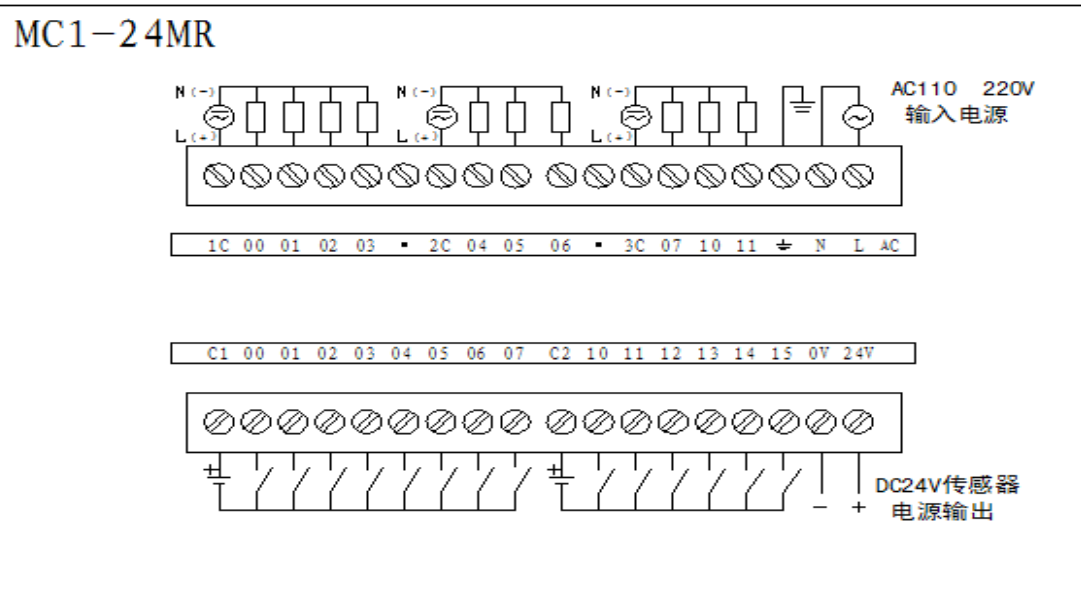 MC1-24MR
N(-) N(-) N(-) AC110 220V
输入电源
L(+) L(+) L(+)
1C 00 01 02 03 ▪ 2C 04 05 06 ▪ 3C 07 10 11 ⏚ N L AC
C1 00 01 02 03 04 05 06 07 C2 10 11 12 13 14 15 0V 24V
+ +
DC24V传感器
- + 电源输出